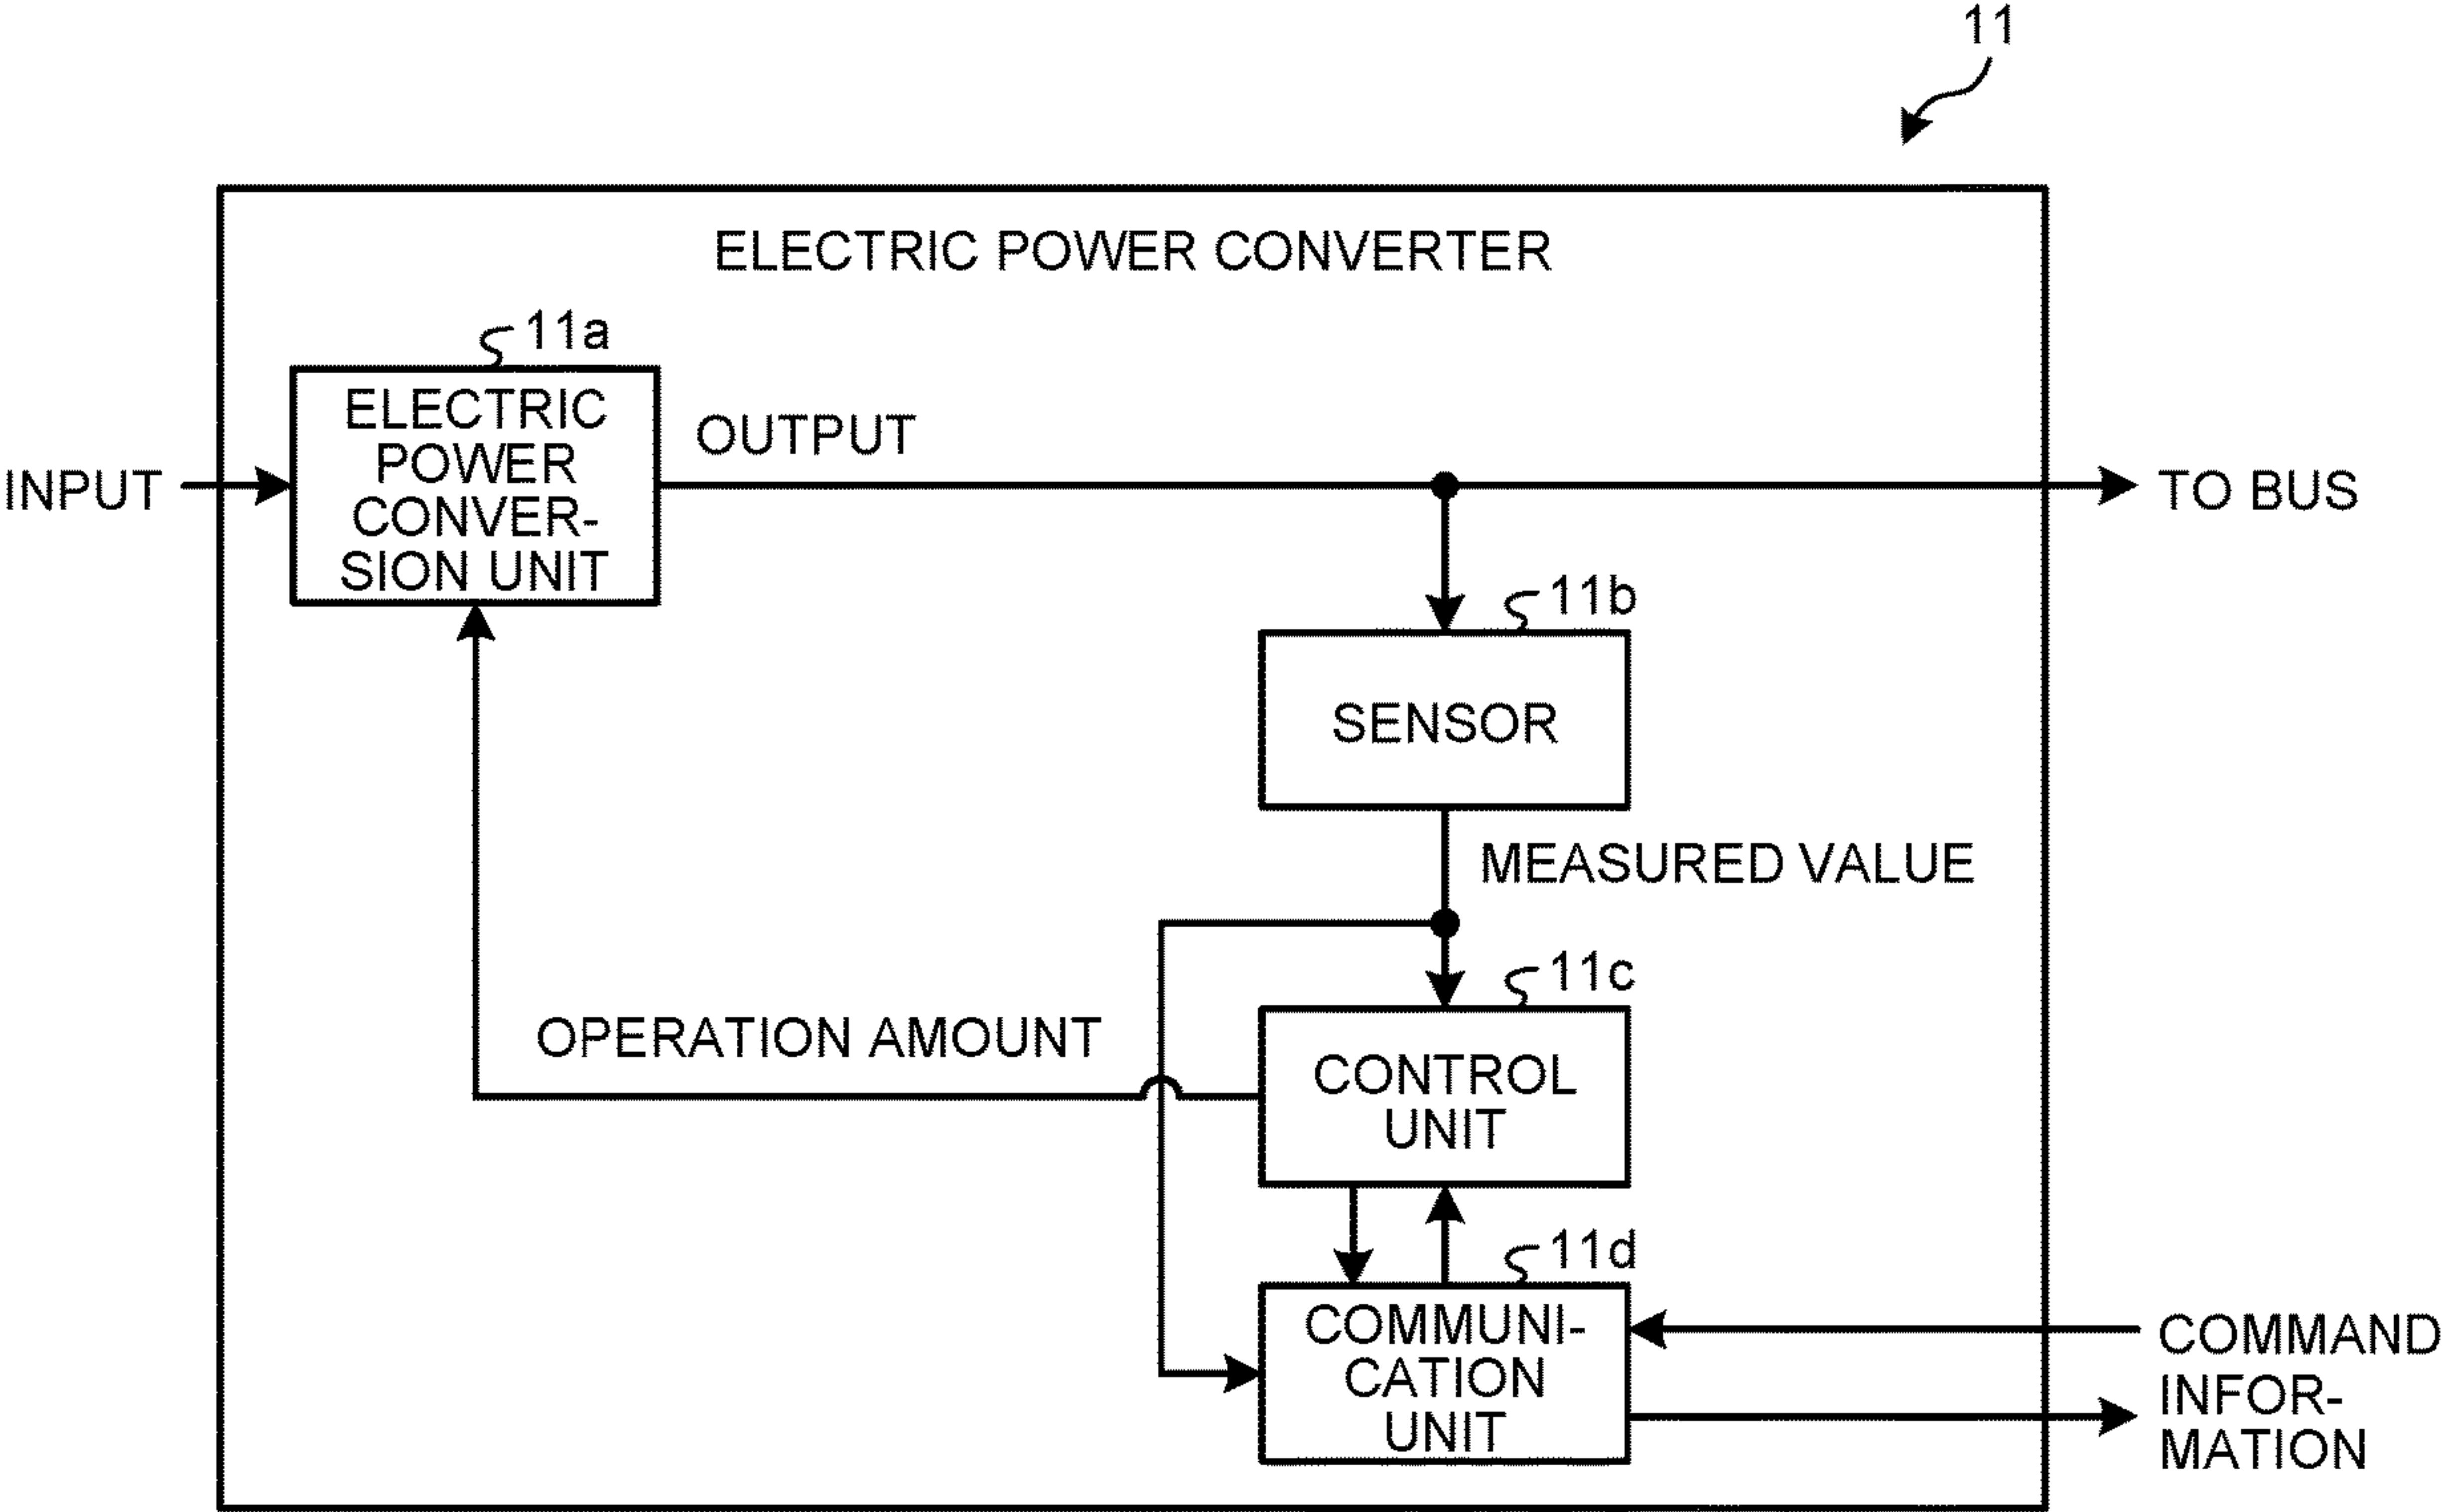 11
ELECTRIC POWER CONVERTER
11a
ELECTRIC
POWER
CONVER-
SION UNIT
INPUT
OUTPUT
TO BUS
11b
SENSOR
MEASURED VALUE
11c
OPERATION AMOUNT
CONTROL
UNIT
11d
COMMUNI-
CATION
UNIT
COMMAND
INFOR-
MATION